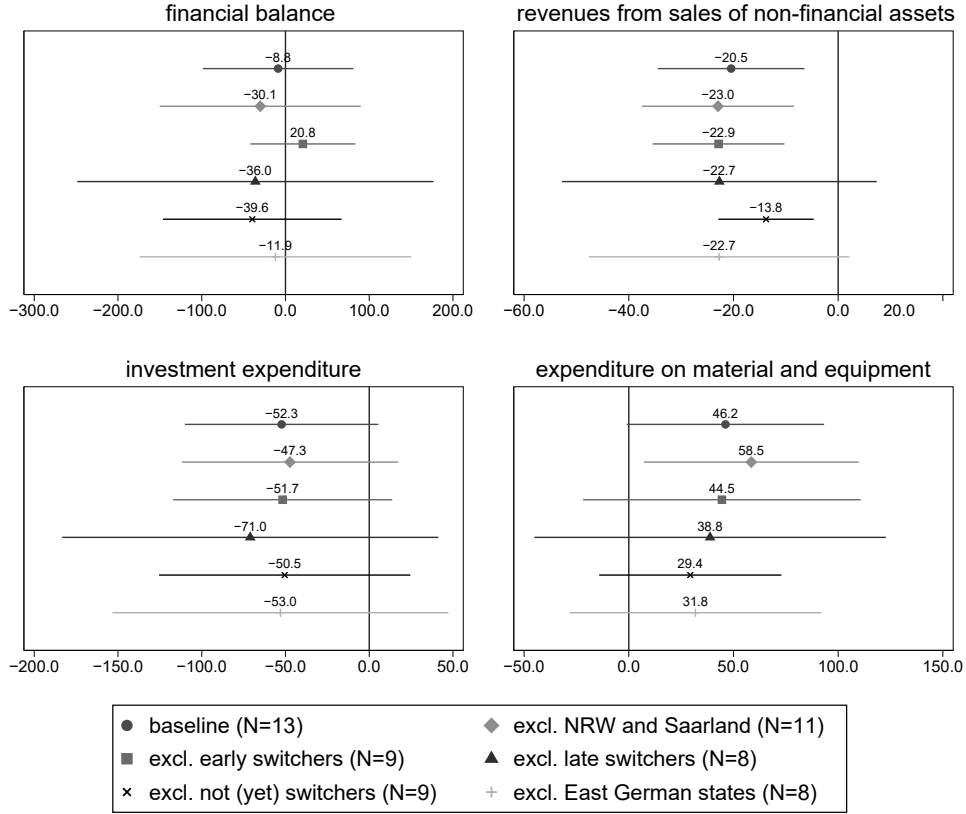 financial balance
−8.8
−30.1
20.8
−36.0
−39.6
−11.9
−300.0 −200.0 −100.0 0.0 100.0 200.0
revenues from sales of non-financial assets
−20.5
−23.0
−22.9
−22.7
−13.8
−22.7
−60.0 −40.0 −20.0 0.0 20.0
investment expenditure
−52.3
−47.3
−51.7
−71.0
−50.5
−53.0
−200.0 −150.0 −100.0 −50.0 0.0 50.0
expenditure on material and equipment
46.2
58.5
44.5
38.8
29.4
31.8
−50.0 0.0 50.0 100.0 150.0
baseline (N=13) excl. NRW and Saarland (N=11)
excl. early switchers (N=9) excl. late switchers (N=8)
excl. not (yet) switchers (N=9) excl. East German states (N=8)